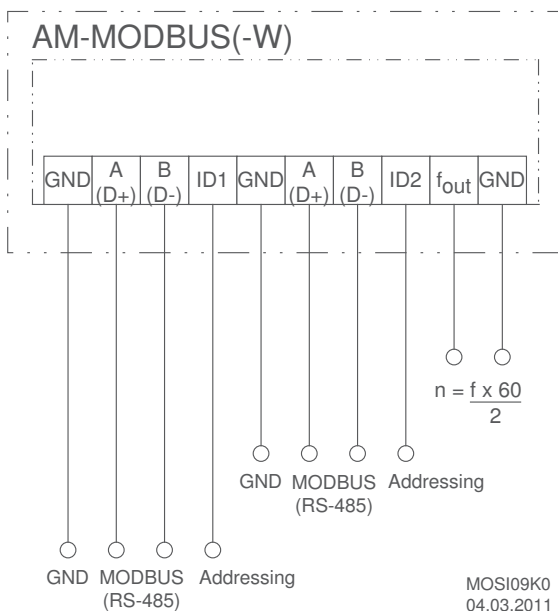 AM-MODBUS(-W)
GND A (D+) B (D-) ID1 GND A (D+) B (D-) ID2 fout GND
n = f x 60
2
GND MODBUS Addressing
(RS-485)
GND MODBUS Addressing
(RS-485)
MOSI09K0
04.03.2011